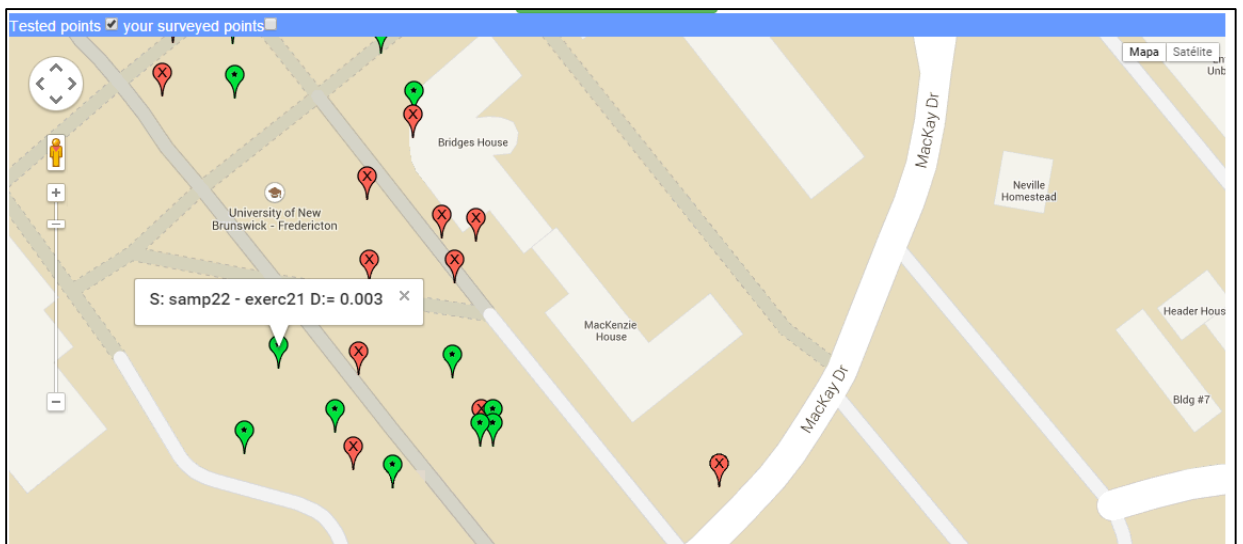 Tested points your surveyed points
Mapa Satélite
Unb
MacKay Dr
Bridges House
Neville
Homestead
University of New
Brunswick - Fredericton
S: samp22 - exerc21 D:= 0.003
MacKenzie
House
Header Hous
MacKay Dr
Bldg #7